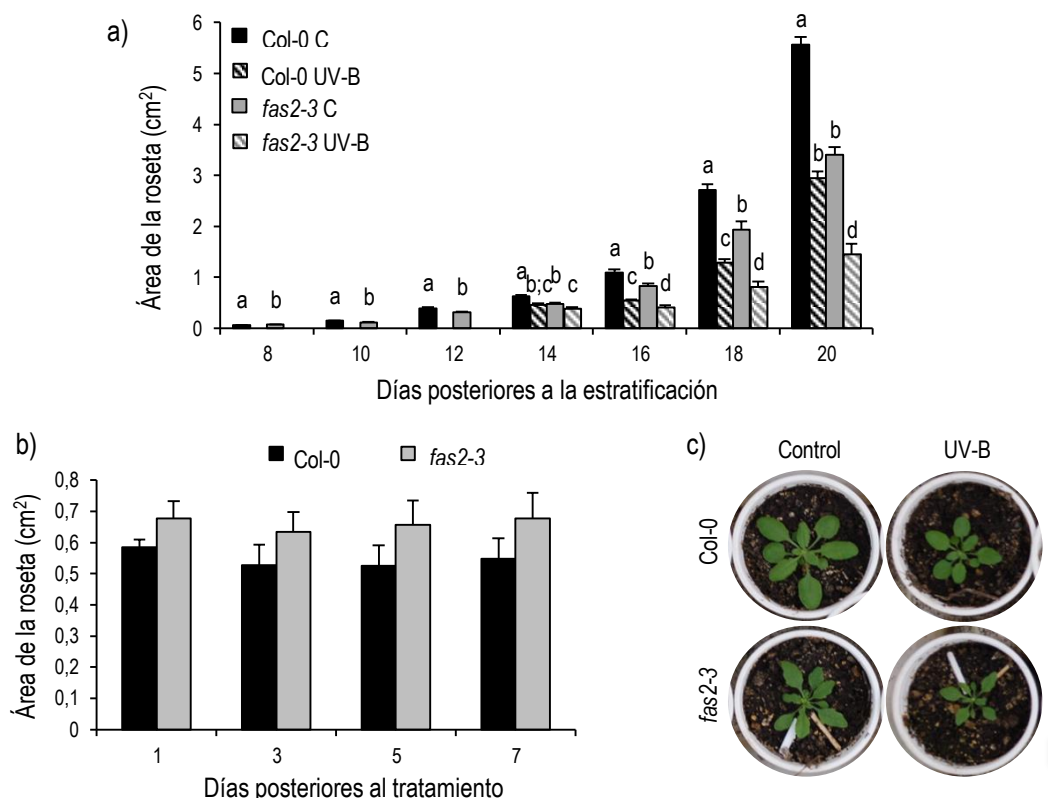 a)
Área de la roseta (cm²)
6
5
4
3
2
1
0
Col-0 C
Col-0 UV-B
fas2-3 C
fas2-3 UV-B
a b
a b
a b
a b;c b c
a c b d
a c b d
a b b d
8 10 12 14 16 18 20
Días posteriores a la estratificación
b)
Col-0 fas2-3
Área de la roseta (cm²)
0,8
0,7
0,6
0,5
0,4
0,3
0,2
0,1
0
1 3 5 7
Días posteriores al tratamiento
c)
Control UV-B
Col-0
fas2-3